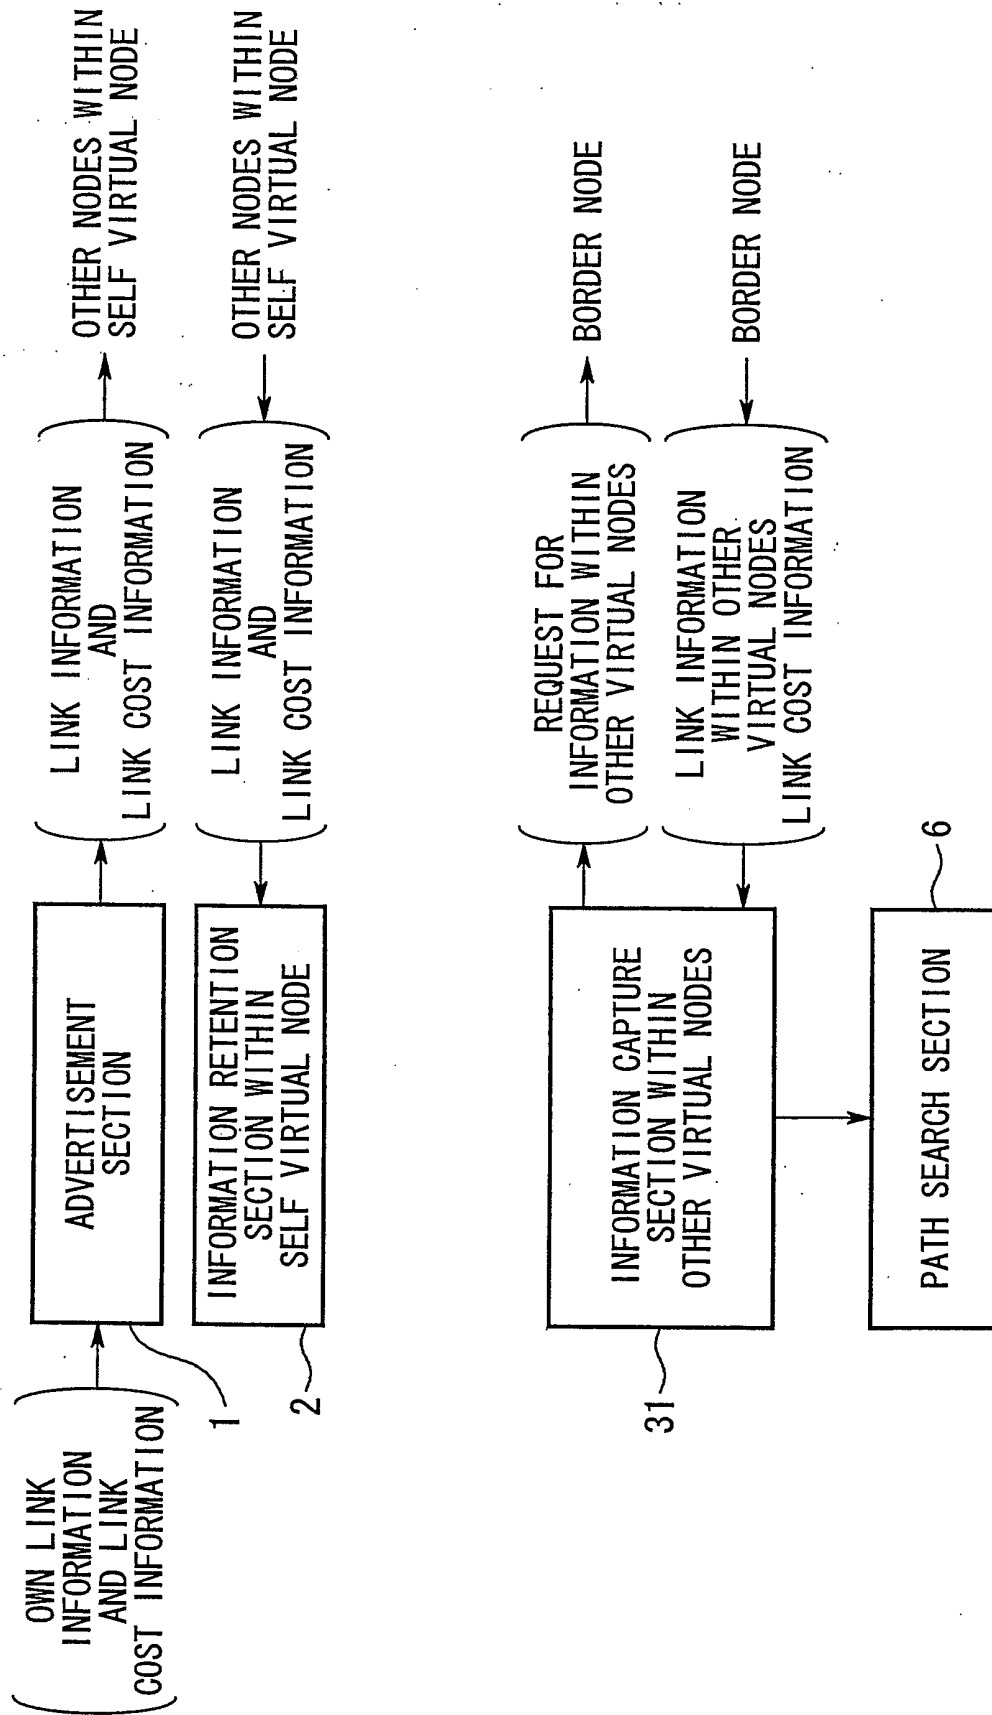 OWN LINK
INFORMATION
AND LINK
COST INFORMATION
1
ADVERTISEMENT
SECTION
LINK INFORMATION
AND
LINK COST INFORMATION
OTHER NODES WITHIN
SELF VIRTUAL NODE
2
INFORMATION RETENTION
SECTION WITHIN
SELF VIRTUAL NODE
LINK INFORMATION
AND
LINK COST INFORMATION
OTHER NODES WITHIN
SELF VIRTUAL NODE
31
INFORMATION CAPTURE
SECTION WITHIN
OTHER VIRTUAL NODES
REQUEST FOR
INFORMATION WITHIN
OTHER VIRTUAL NODES
BORDER NODE
LINK INFORMATION
WITHIN OTHER
VIRTUAL NODES
LINK COST INFORMATION
BORDER NODE
6
PATH SEARCH SECTION